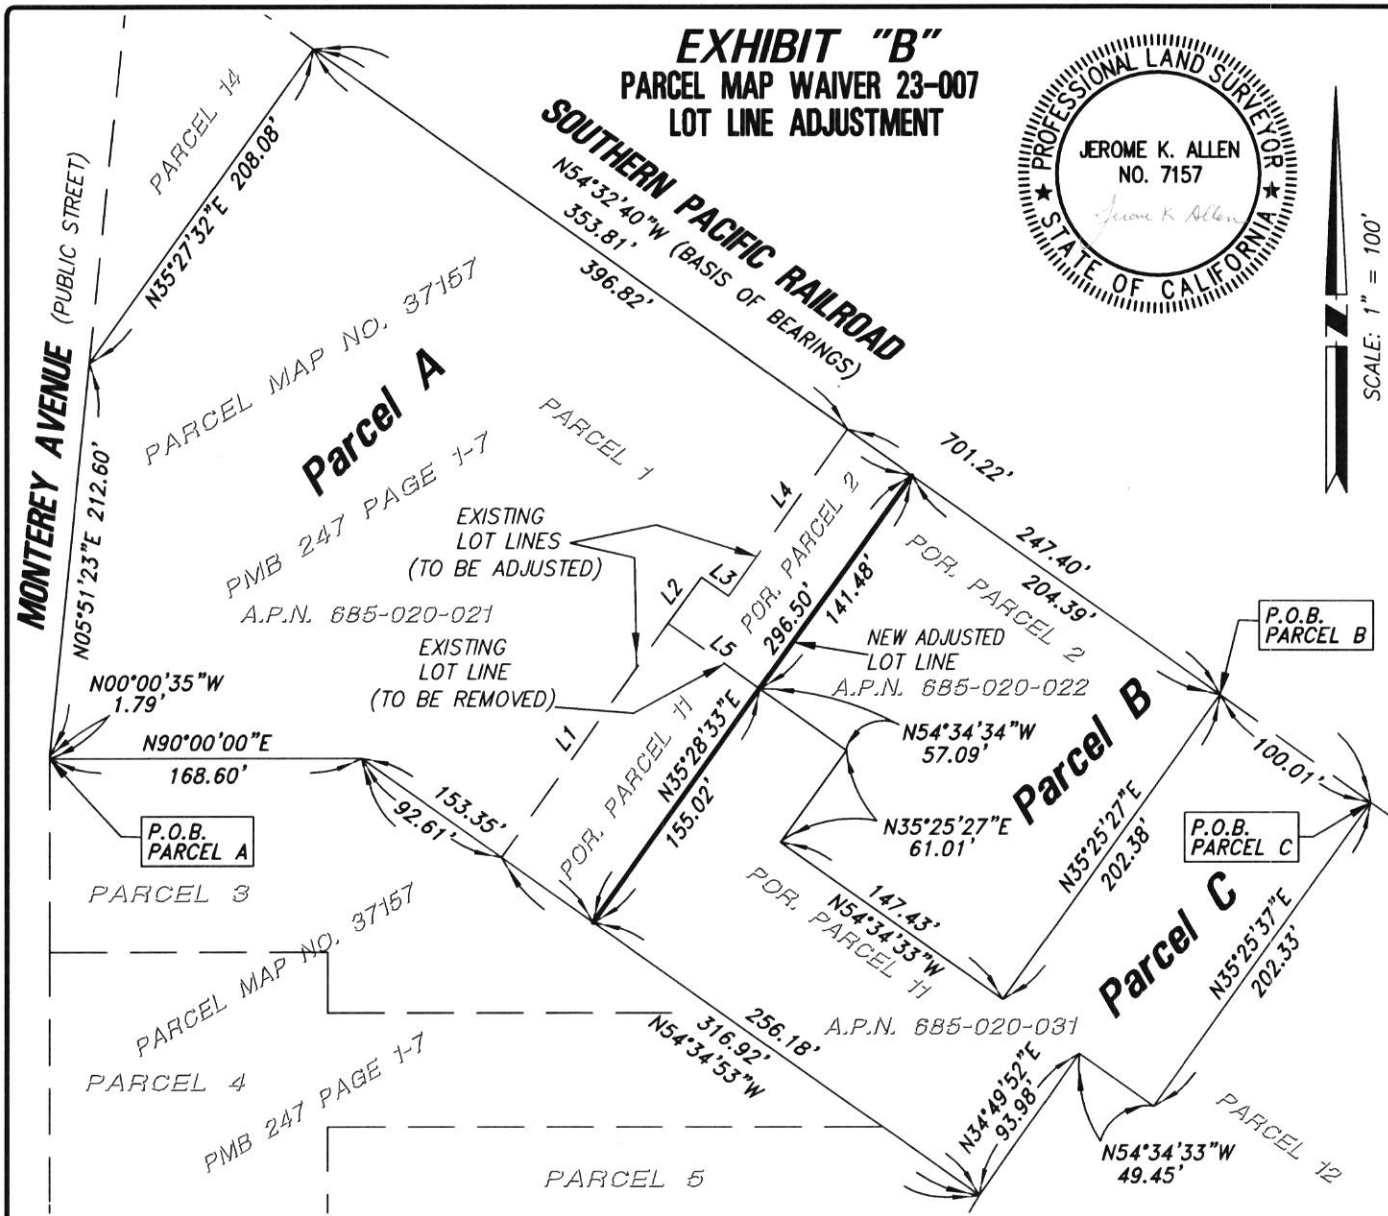 EXHIBIT "B"
PARCEL MAP WAIVER 23-007
LOT LINE ADJUSTMENT
PROFESSIONAL LAND SURVEYOR
JEROME K. ALLEN
NO. 7157
Jerome K Allen
STATE OF CALIFORNIA
N
SCALE: 1" = 100'
SOUTHERN PACIFIC RAILROAD
N54°32'40"W (BASIS OF BEARINGS)
353.81'
396.82'
701.22'
247.40'
204.39'
100.01'
MONTEREY AVENUE (PUBLIC STREET)
PARCEL 14
N35°27'32"E 208.08'
N05°51'23"E 212.60'
PARCEL MAP NO. 37157
Parcel A
PMB 247 PAGE 1-7
A.P.N. 685-020-021
PARCEL 1
EXISTING
LOT LINES
(TO BE ADJUSTED)
EXISTING
LOT LINE
(TO BE REMOVED)
L1
L2
L3
L4
L5
POR. PARCEL 2
POR. PARCEL 11
296.50'
141.48'
N35°28'33"E
155.02'
NEW ADJUSTED
LOT LINE
POR. PARCEL 2
A.P.N. 685-020-022
Parcel B
P.O.B.
PARCEL B
N54°34'34"W
57.09'
N35°25'27"E
61.01'
N35°25'27"E
202.38'
147.43'
N54°34'33"W
POR. PARCEL 11
A.P.N. 685-020-031
P.O.B.
PARCEL C
Parcel C
N35°25'37"E
202.33'
N34°49'52"E
93.98'
N54°34'33"W
49.45'
PARCEL 12
N00°00'35"W
1.79'
N90°00'00"E
168.60'
153.35'
92.61'
P.O.B.
PARCEL A
256.18'
316.92'
N54°34'53"W
PARCEL 3
PARCEL MAP NO. 37157
PARCEL 4
PMB 247 PAGE 1-7
PARCEL 5